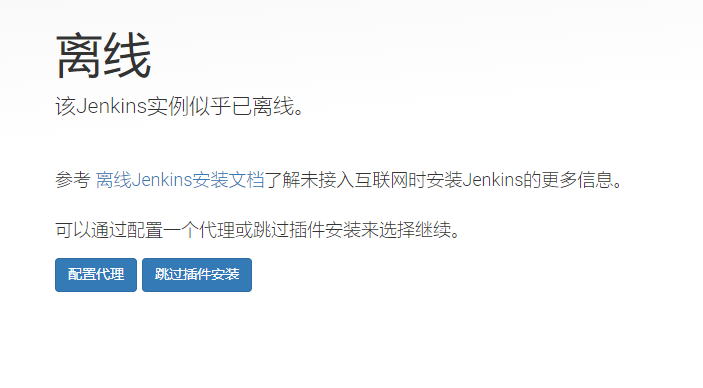 离线
该Jenkins实例似乎已离线。
参考 离线Jenkins安装文档了解未接入互联网时安装Jenkins的更多信息。
可以通过配置一个代理或跳过插件安装来选择继续。
配置代理 跳过插件安装